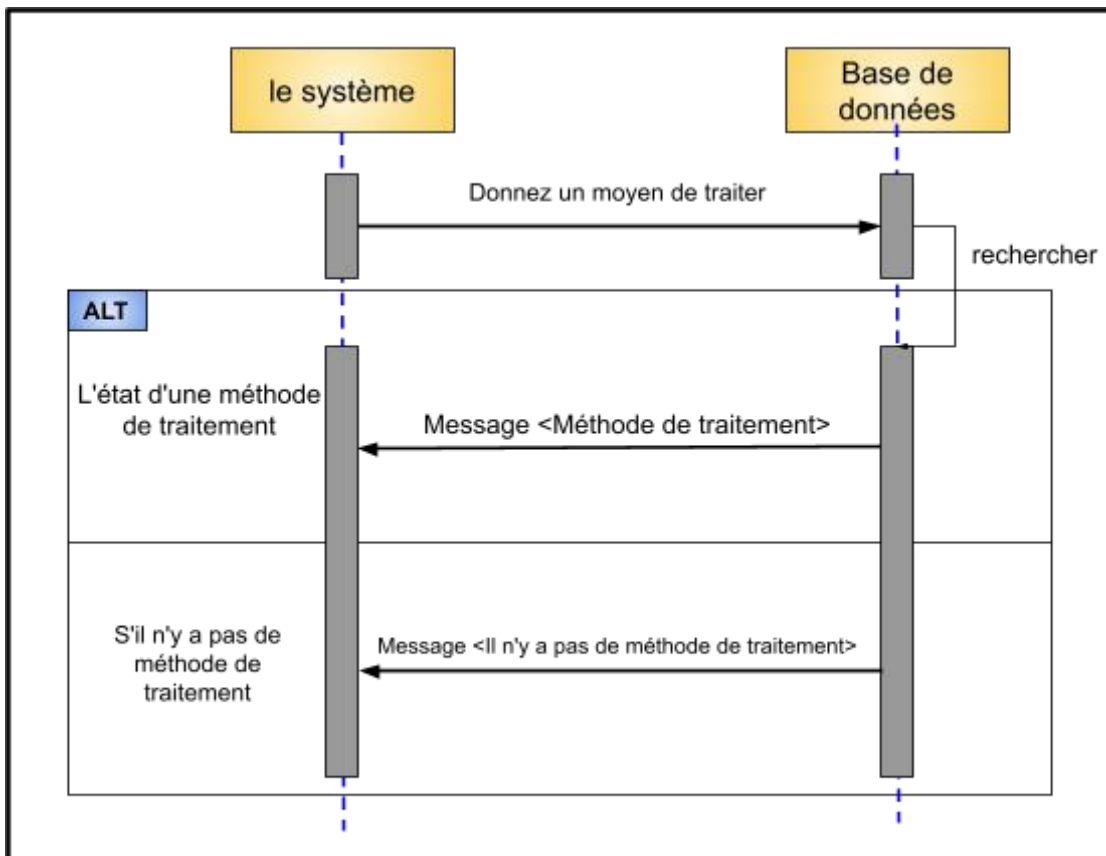 le système
Base de
données
Donnez un moyen de traiter
rechercher
ALT
L'état d'une méthode
de traitement
Message <Méthode de traitement>
S'il n'y a pas de
méthode de
traitement
Message <Il n'y a pas de méthode de traitement>